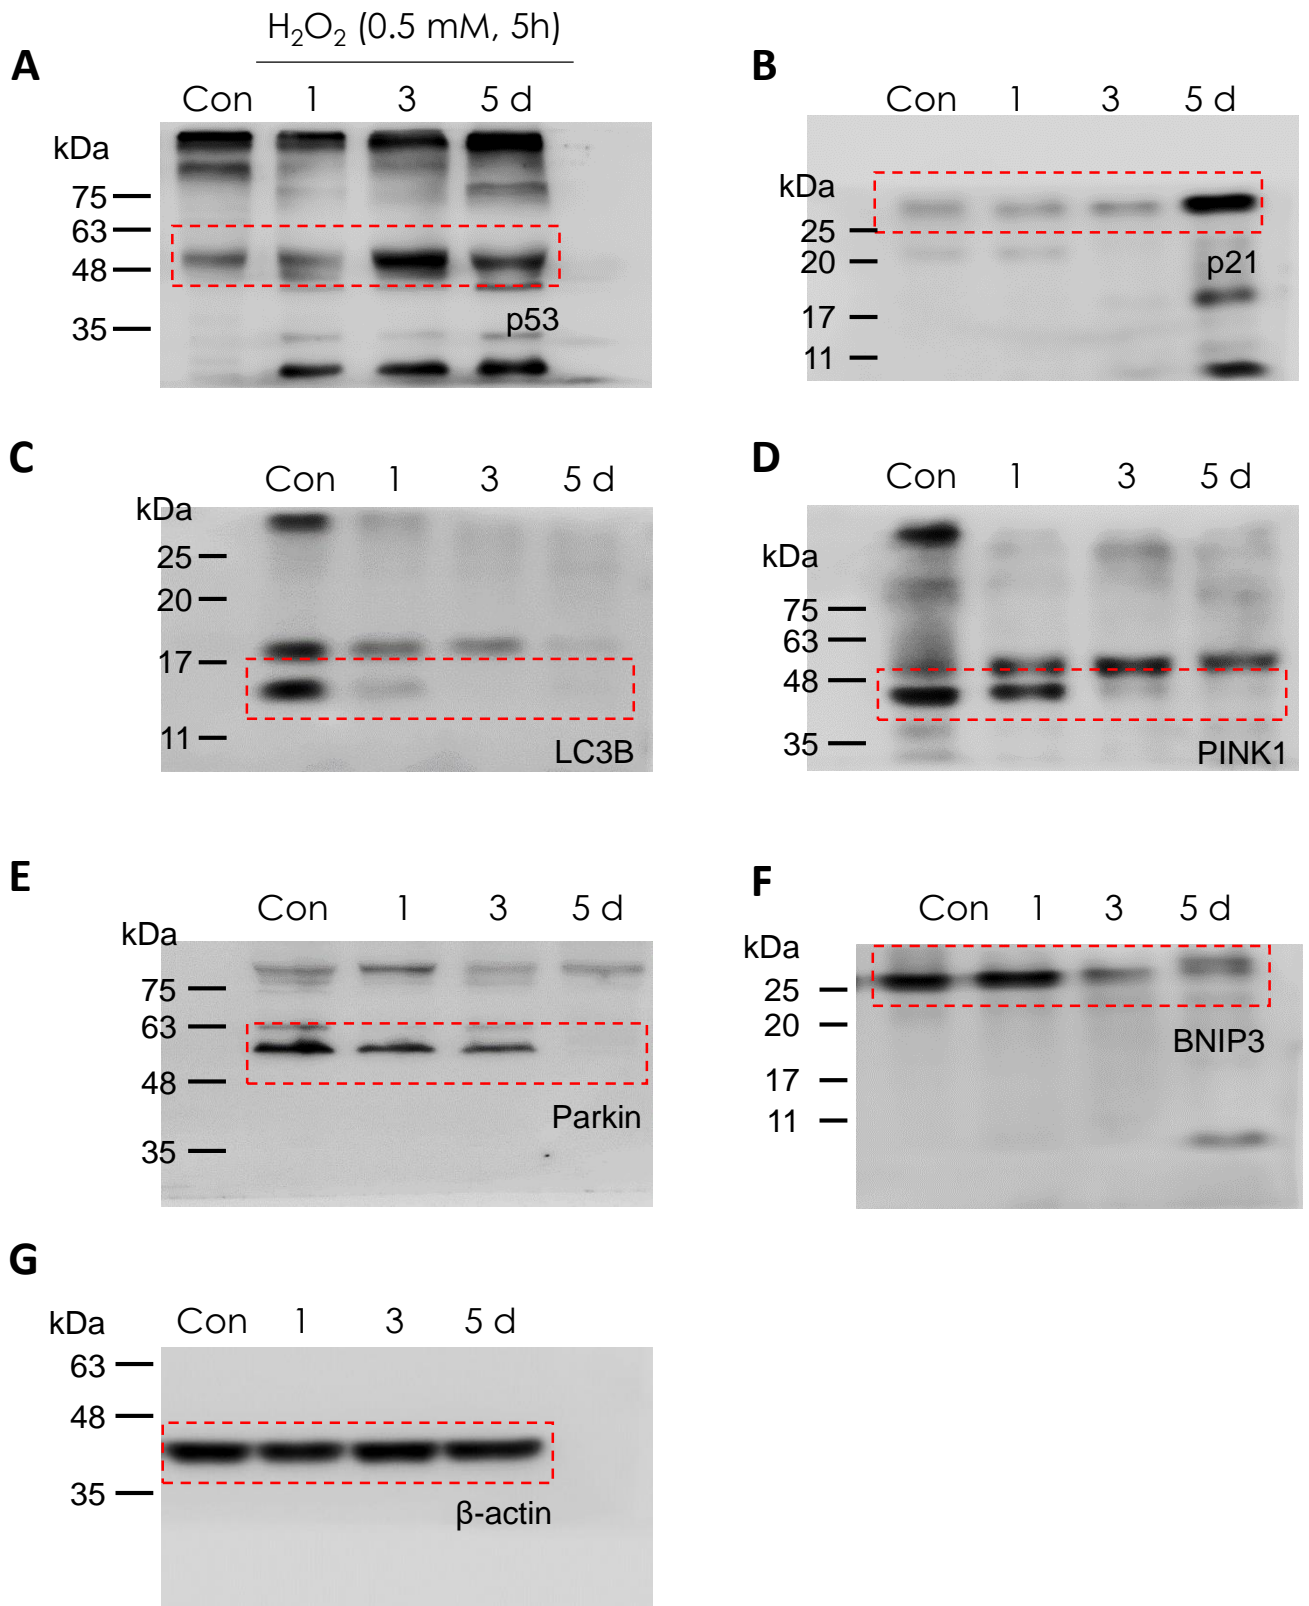 H₂O₂ (0.5 mM, 5h)
A
Con 1 3 5 d
kDa
75
63
48
35
p53
B
Con 1 3 5 d
kDa
25
20
17
11
p21
C
Con 1 3 5 d
kDa
25
20
17
11
LC3B
D
Con 1 3 5 d
kDa
75
63
48
35
PINK1
E
Con 1 3 5 d
kDa
75
63
48
35
Parkin
F
Con 1 3 5 d
kDa
25
20
17
11
BNIP3
G
Con 1 3 5 d
kDa
63
48
35
β-actin